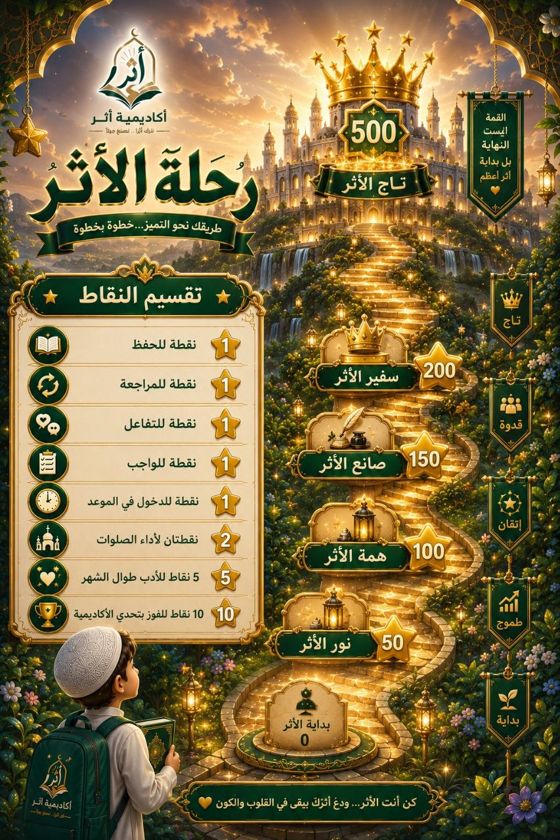 أثر
أكاديمية أثر
رُحَلَة الأثرُ
طريقك نحو التميز...خطوة بخطوة
تقسيم النقاط
نقطة للحفظ 1
نقطة للمراجعة 1
نقطة للتفاعل 1
نقطة للواجب 1
نقطة للدخول في الموعد 1
نقطتان لأداء الصلوات 2
5 نقاط للأدب طوال الشهر 5
10 نقاط للفوز بتحدي الأكاديمية 10
500
تاج الأثر
سفير الأثر 200
صانع الأثر 150
همة الأثر 100
نور الأثر 50
بداية الأثر
0
القمة
ليست
النهاية
بل بداية
أثر أعظم
تاج
قدوة
إتقان
طموح
بداية
أثر
أكاديمية أثر
كن أنت الأثر... ودع أثرَكَ يبقى في القلوب والكون